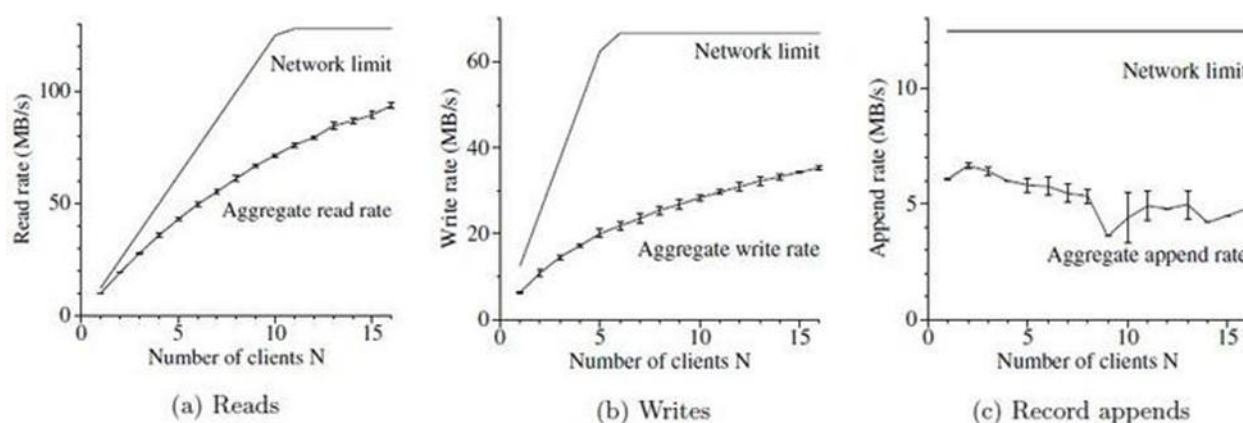 Read rate (MB/s)
100
50
0
Network limit
Aggregate read rate
0 5 10 15
Number of clients N
(a) Reads
Write rate (MB/s)
60
40
20
0
Network limit
Aggregate write rate
0 5 10 15
Number of clients N
(b) Writes
Append rate (MB/s)
10
5
0
Network limit
Aggregate append rate
0 5 10 15
Number of clients N
(c) Record appends